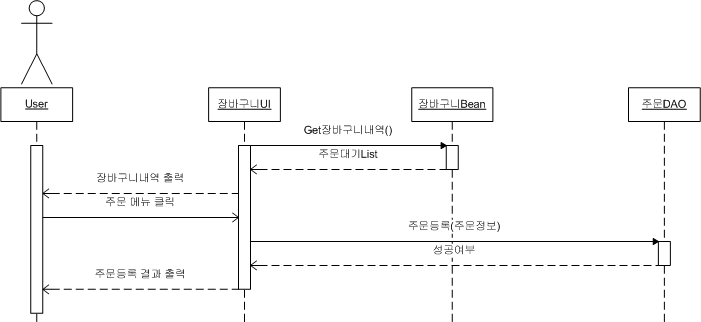 User
장바구니UI
장바구니Bean
주문DAO
Get장바구니내역()
주문대기List
장바구니내역 출력
주문 메뉴 클릭
주문등록(주문정보)
성공여부
주문등록 결과 출력